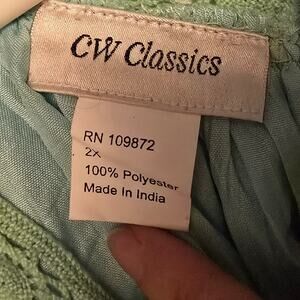 CW Classics
RN 109872
2X
100% Polyester
Made In India